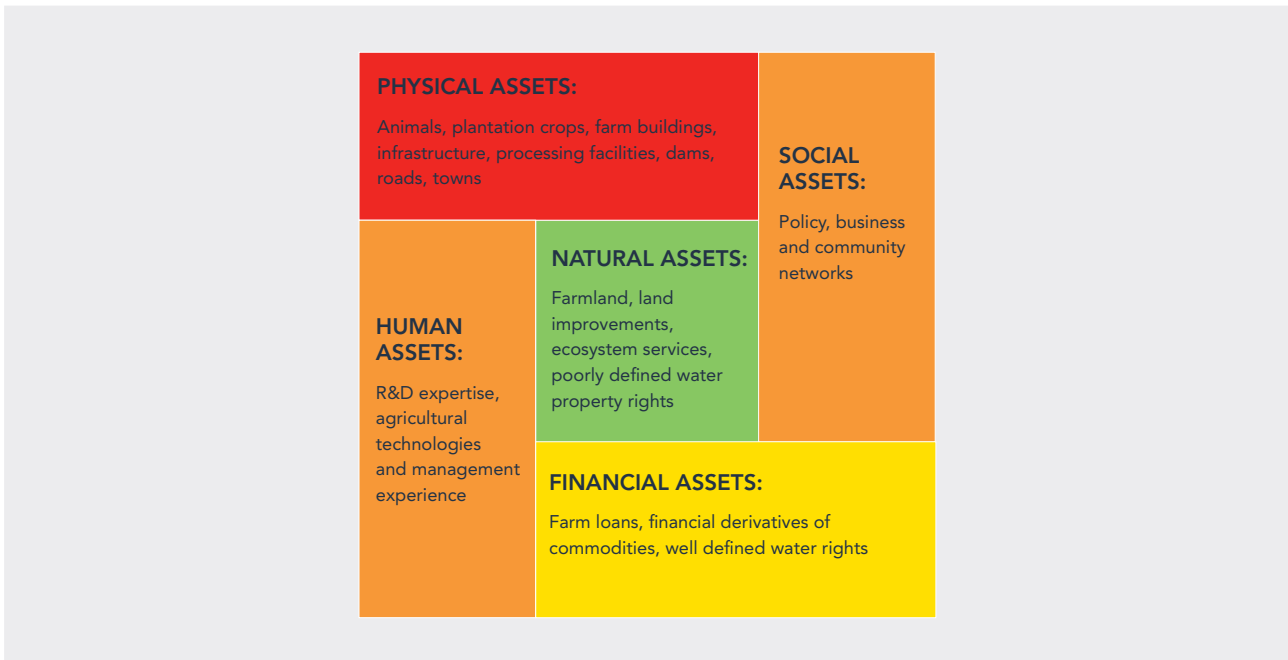 PHYSICAL ASSETS:
Animals, plantation crops, farm buildings,
infrastructure, processing facilities, dams,
roads, towns
SOCIAL
ASSETS:
Policy, business
and community
networks
HUMAN
ASSETS:
R&D expertise,
agricultural
technologies
and management
experience
NATURAL ASSETS:
Farmland, land
improvements,
ecosystem services,
poorly defined water
property rights
FINANCIAL ASSETS:
Farm loans, financial derivatives of
commodities, well defined water rights